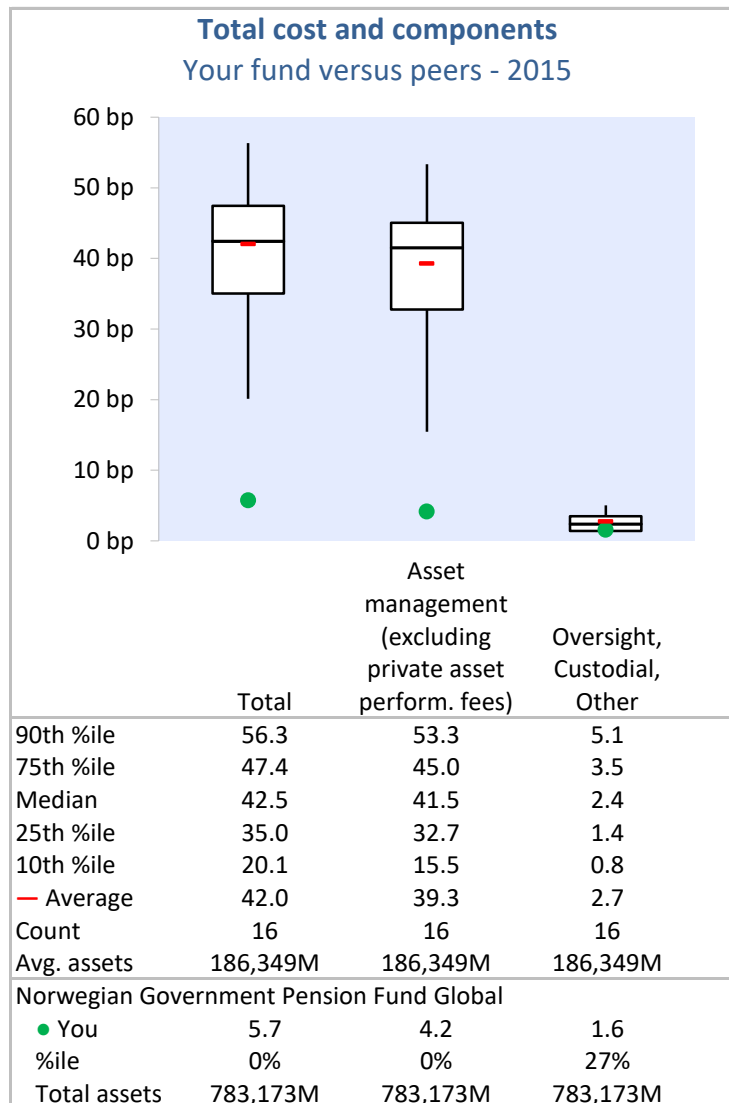 Total cost and components
Your fund versus peers - 2015
60 bp
50 bp
40 bp
30 bp
20 bp
10 bp
0 bp
Total
Asset
management
(excluding
private asset
perform. fees)
Oversight,
Custodial,
Other
90th %ile 56.3 53.3 5.1
75th %ile 47.4 45.0 3.5
Median 42.5 41.5 2.4
25th %ile 35.0 32.7 1.4
10th %ile 20.1 15.5 0.8
Average 42.0 39.3 2.7
Count 16 16 16
Avg. assets 186,349M 186,349M 186,349M
Norwegian Government Pension Fund Global
You 5.7 4.2 1.6
%ile 0% 0% 27%
Total assets 783,173M 783,173M 783,173M